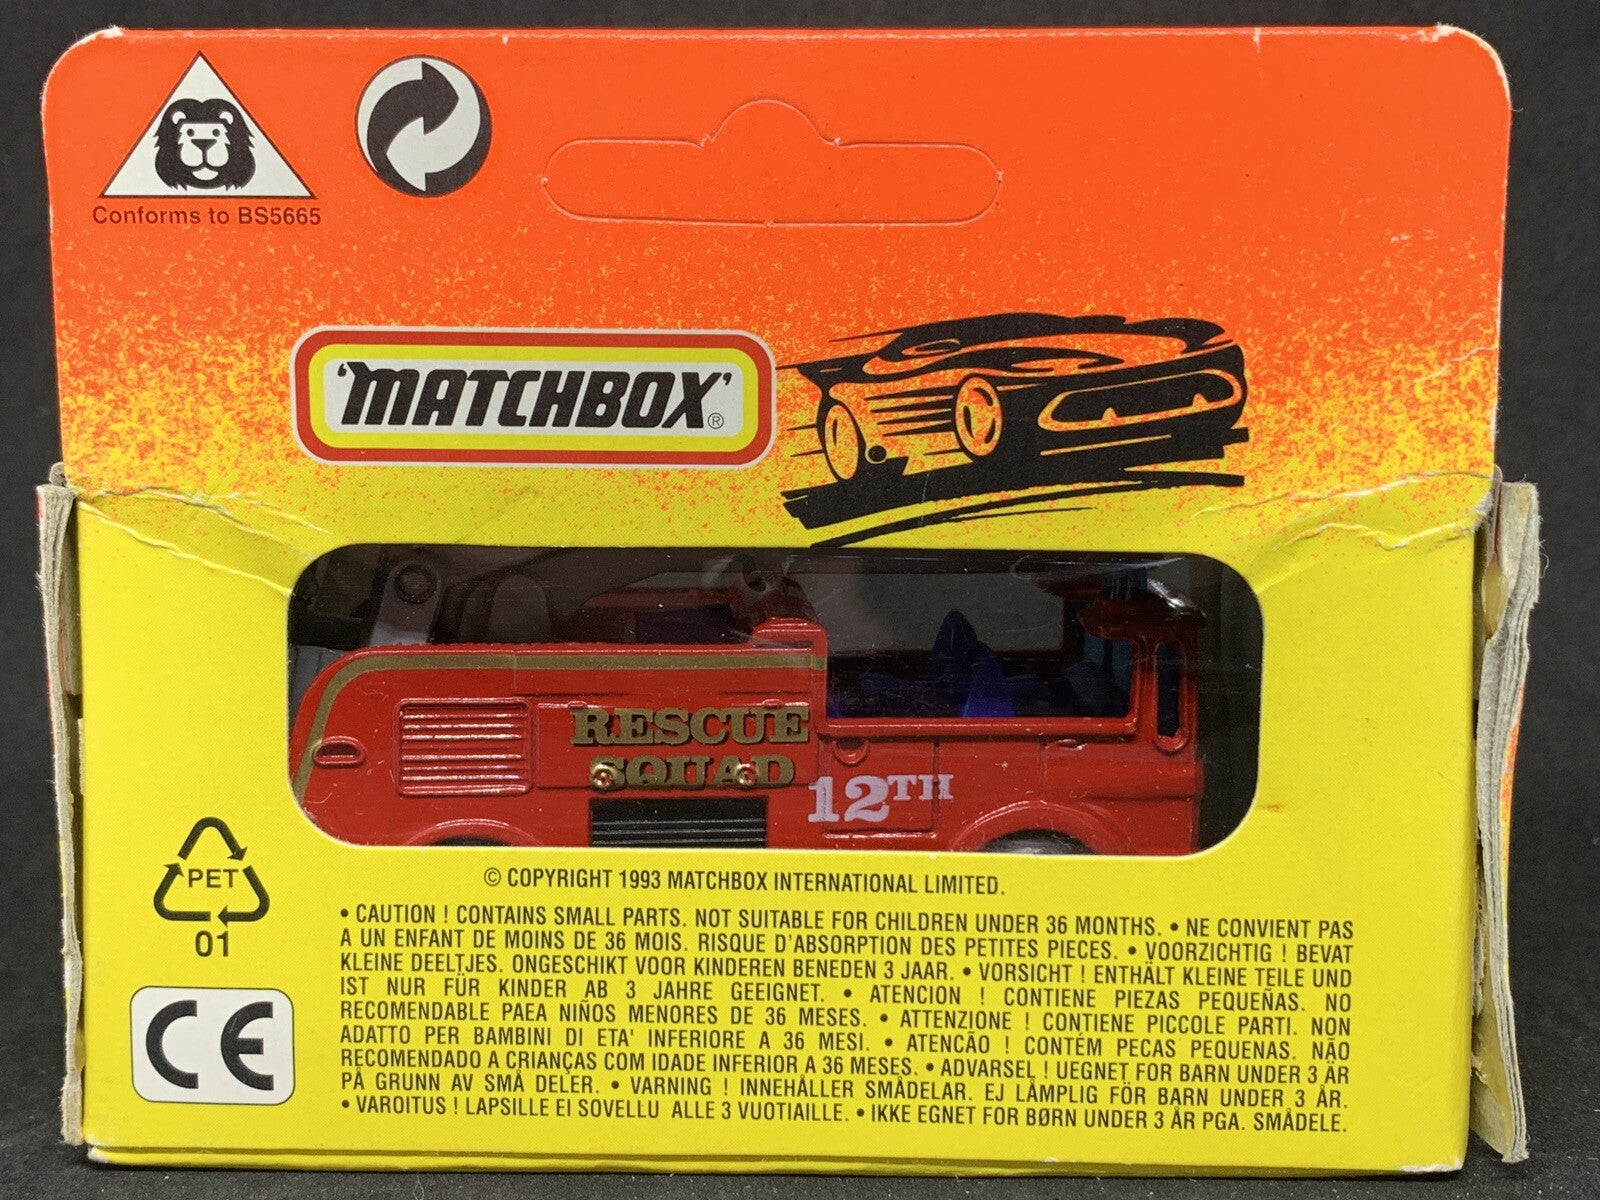 Conforms to BS5665
'MATCHBOX'®
RESCUE
SQUAD
12TH
PET
01
CE
© COPYRIGHT 1993 MATCHBOX INTERNATIONAL LIMITED.
• CAUTION ! CONTAINS SMALL PARTS. NOT SUITABLE FOR CHILDREN UNDER 36 MONTHS. • NE CONVIENT PAS
A UN ENFANT DE MOINS DE 36 MOIS. RISQUE D'ABSORPTION DES PETITES PIECES. • VOORZICHTIG ! BEVAT
KLEINE DEELTJES. ONGESCHIKT VOOR KINDEREN BENEDEN 3 JAAR. • VORSICHT ! ENTHÄLT KLEINE TEILE UND
IST NUR FÜR KINDER AB 3 JAHRE GEEIGNET. • ATENCION ! CONTIENE PIEZAS PEQUEÑAS. NO
RECOMENDABLE PAEA NIÑOS MENORES DE 36 MESES. • ATTENZIONE ! CONTIENE PICCOLE PARTI. NON
ADATTO PER BAMBINI DI ETA' INFERIORE A 36 MESI. • ATENCÃO ! CONTÉM PECAS PEQUENAS. NÃO
RECOMENDADO A CRIANÇAS COM IDADE INFERIOR A 36 MESES. • ADVARSEL ! UEGNET FOR BARN UNDER 3 ÅR
PÅ GRUNN AV SMÅ DELER. • VARNING ! INNEHÅLLER SMÅDELAR. EJ LÅMPLIG FÖR BARN UNDER 3 ÅR.
• VAROITUS ! LAPSILLE EI SOVELLU ALLE 3 VUOTIAILLE. • IKKE EGNET FOR BØRN UNDER 3 ÅR PGA. SMÅDELE.